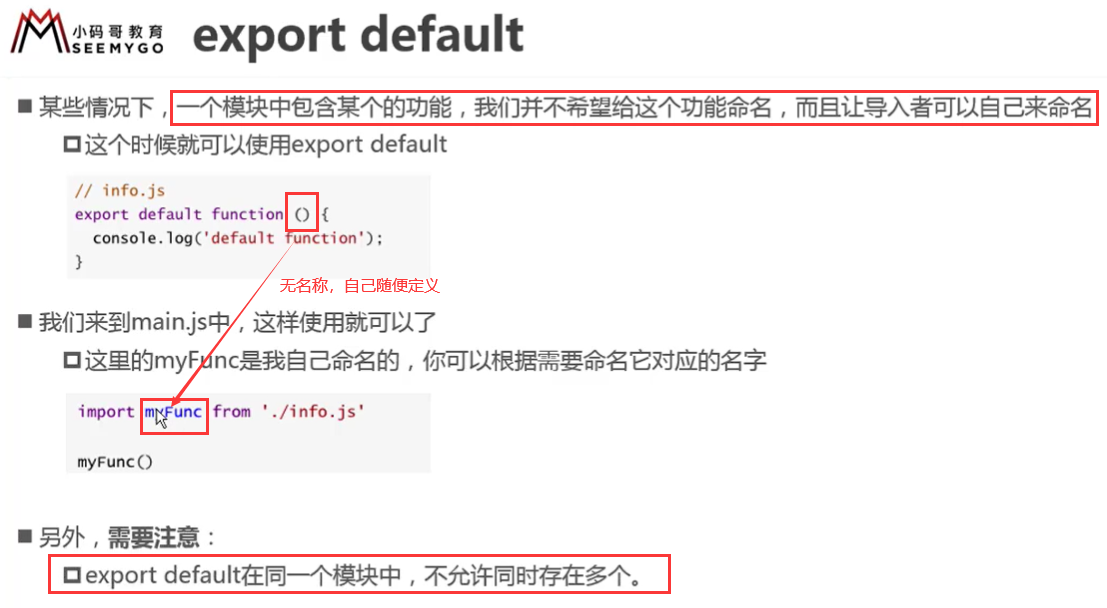 小码哥教育
SEEMYGO
export default
某些情况下，一个模块中包含某个的功能，我们并不希望给这个功能命名，而且让导入者可以自己来命名
这个时候就可以使用export default
// info.js
export default function () {
console.log('default function');
}
无名称，自己随便定义
我们来到main.js中，这样使用就可以了
这里的myFunc是我自己命名的，你可以根据需要命名它对应的名字
import myFunc from './info.js'
myFunc()
另外，需要注意：
export default在同一个模块中，不允许同时存在多个。